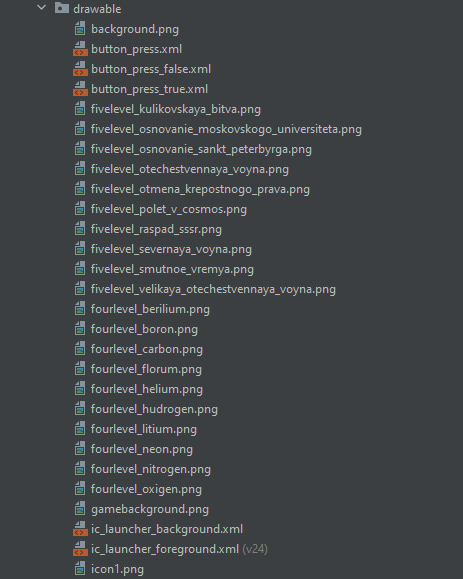 drawable
background.png
button_press.xml
button_press_false.xml
button_press_true.xml
fivelevel_kulikovskaya_bitva.png
fivelevel_osnovanie_moskovskogo_universiteta.png
fivelevel_osnovanie_sankt_peterbyrga.png
fivelevel_otechestvennaya_voyna.png
fivelevel_otmena_krepostnogo_prava.png
fivelevel_polet_v_cosmos.png
fivelevel_raspad_sssr.png
fivelevel_severnaya_voyna.png
fivelevel_smutnoe_vremya.png
fivelevel_velikaya_otechestvennaya_voyna.png
fourlevel_berilium.png
fourlevel_boron.png
fourlevel_carbon.png
fourlevel_florum.png
fourlevel_helium.png
fourlevel_hudrogen.png
fourlevel_litium.png
fourlevel_neon.png
fourlevel_nitrogen.png
fourlevel_oxigen.png
gamebackground.png
ic_launcher_background.xml
ic_launcher_foreground.xml (v24)
icon1.png